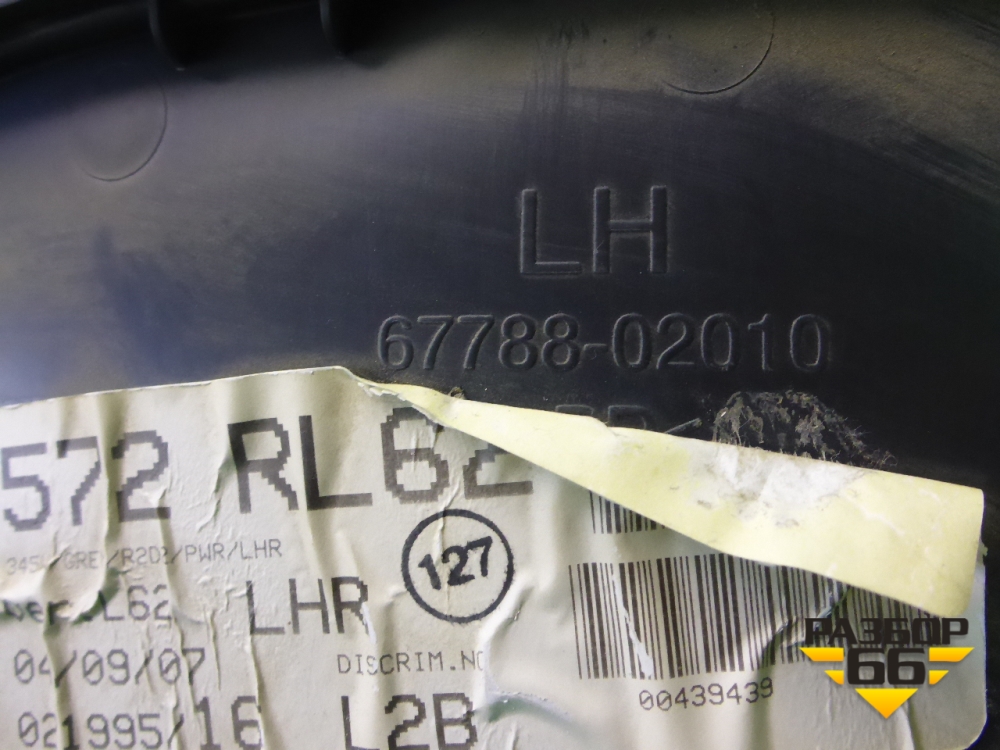 LH
67788-02010
572 RL62
127
LHR
04/09/07
DISCRIM.NO
021995/16 L2B
00439439
РАЗБОР
66